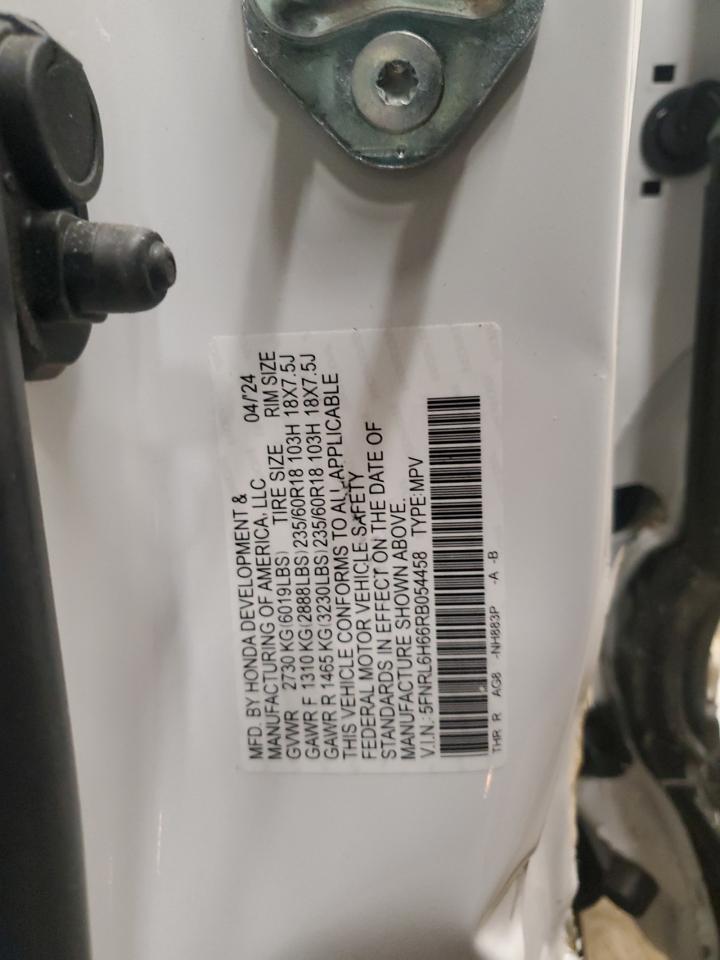 MFD. BY HONDA DEVELOPMENT &
MANUFACTURING OF AMERICA, LLC 04/'24
GVWR 2730 KG(6019LBS) TIRE SIZE RIM SIZE
GAWR F 1310 KG(2888LBS)235/60R18 103H 18X7.5J
GAWR R 1465 KG(3230LBS)235/60R18 103H 18X7.5J
THIS VEHICLE CONFORMS TO ALL APPLICABLE
FEDERAL MOTOR VEHICLE SAFETY
STANDARDS IN EFFECT ON THE DATE OF
MANUFACTURE SHOWN ABOVE.
V.I.N.:5FNRL6H66RB054458 TYPE:MPV
THR R AG8 -NH883P -A -B